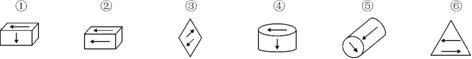 ① ② ③ ④ ⑤ ⑥